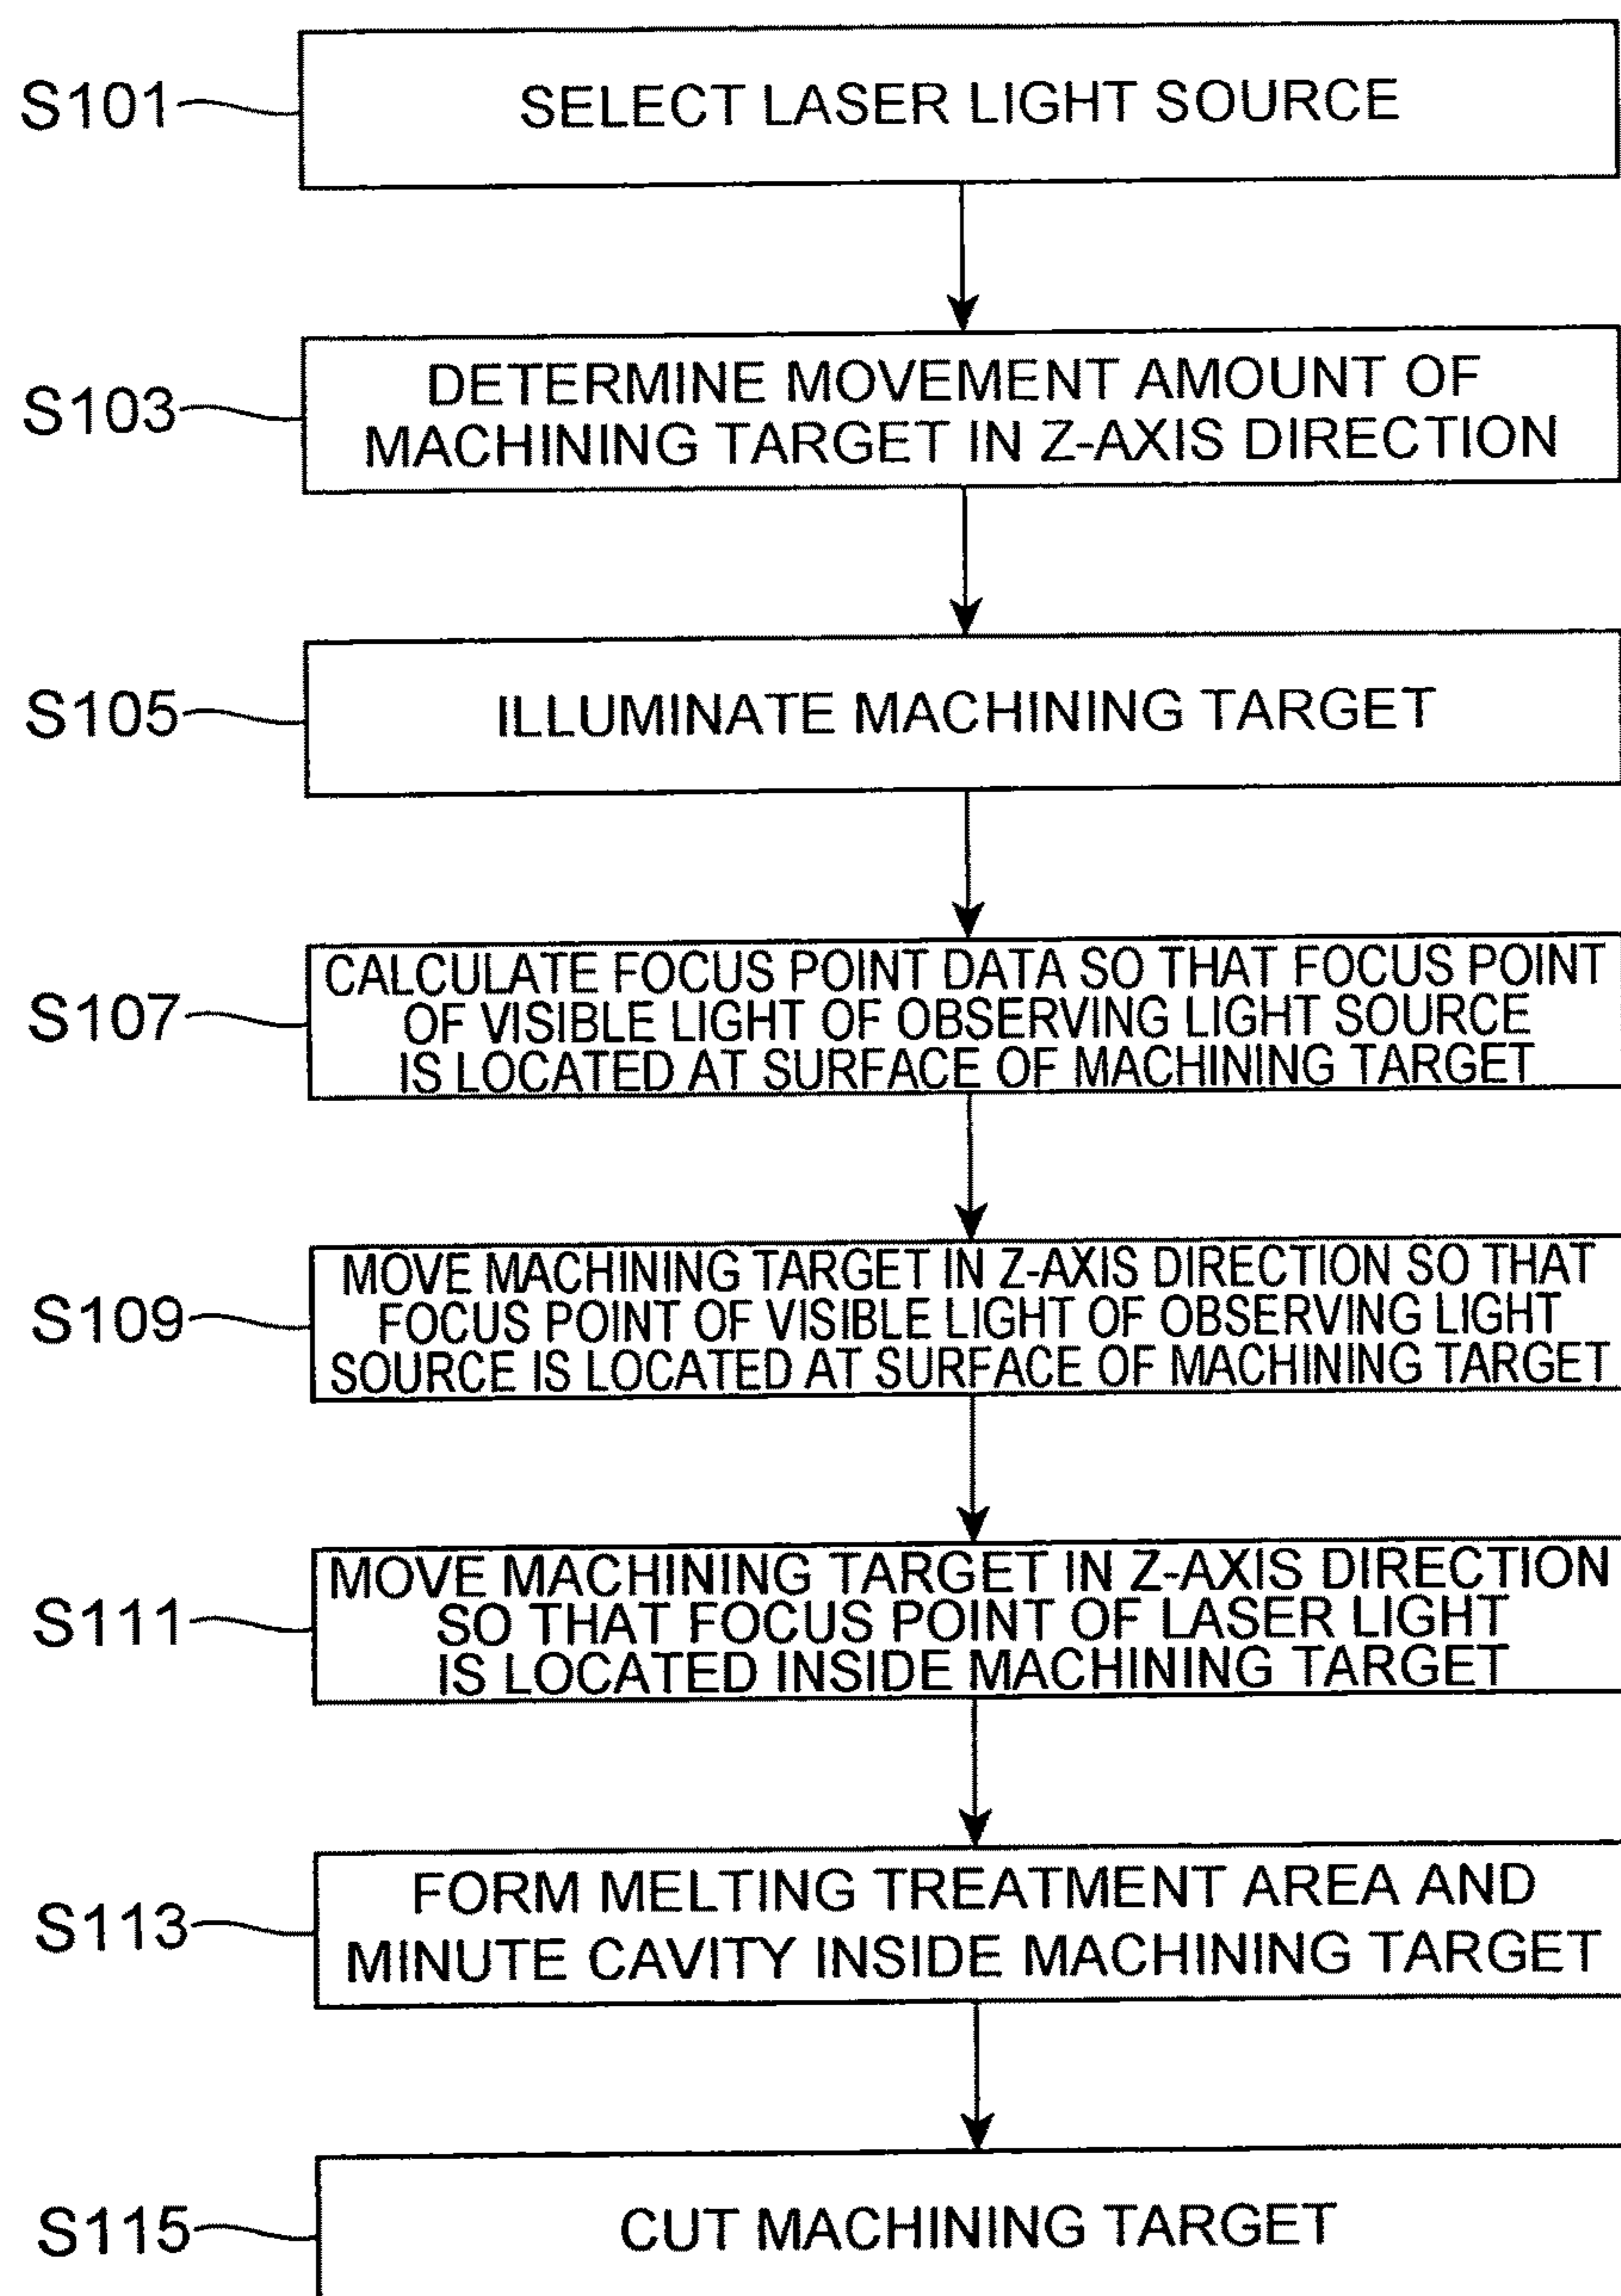 S101
SELECT LASER LIGHT SOURCE
S103
DETERMINE MOVEMENT AMOUNT OF
MACHINING TARGET IN Z-AXIS DIRECTION
S105
ILLUMINATE MACHINING TARGET
S107
CALCULATE FOCUS POINT DATA SO THAT FOCUS POINT
OF VISIBLE LIGHT OF OBSERVING LIGHT SOURCE
IS LOCATED AT SURFACE OF MACHINING TARGET
S109
MOVE MACHINING TARGET IN Z-AXIS DIRECTION SO THAT
FOCUS POINT OF VISIBLE LIGHT OF OBSERVING LIGHT
SOURCE IS LOCATED AT SURFACE OF MACHINING TARGET
S111
MOVE MACHINING TARGET IN Z-AXIS DIRECTION
SO THAT FOCUS POINT OF LASER LIGHT
IS LOCATED INSIDE MACHINING TARGET
S113
FORM MELTING TREATMENT AREA AND
MINUTE CAVITY INSIDE MACHINING TARGET
S115
CUT MACHINING TARGET